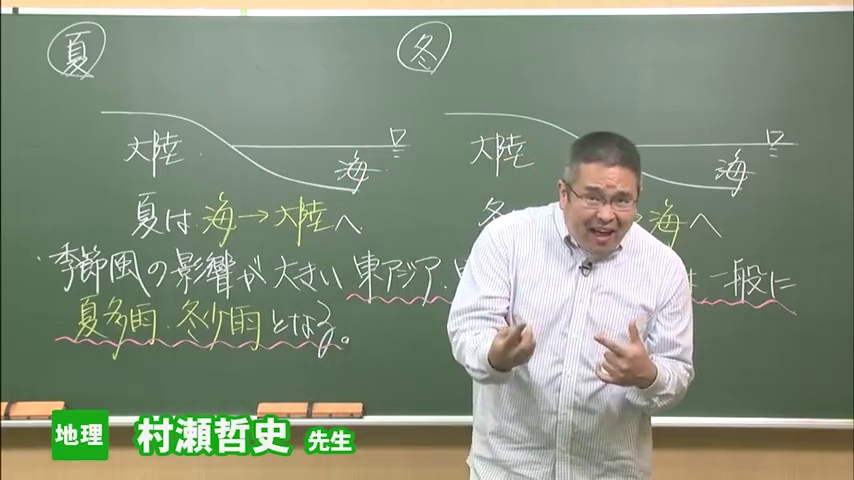 夏
冬
大陸
海
大陸
海
夏は 海→大陸へ
冬 海へ
・季節風の影響が大きい 東アジア・ は一般に
夏多雨・冬少雨となる。
地理 村瀬哲史 先生